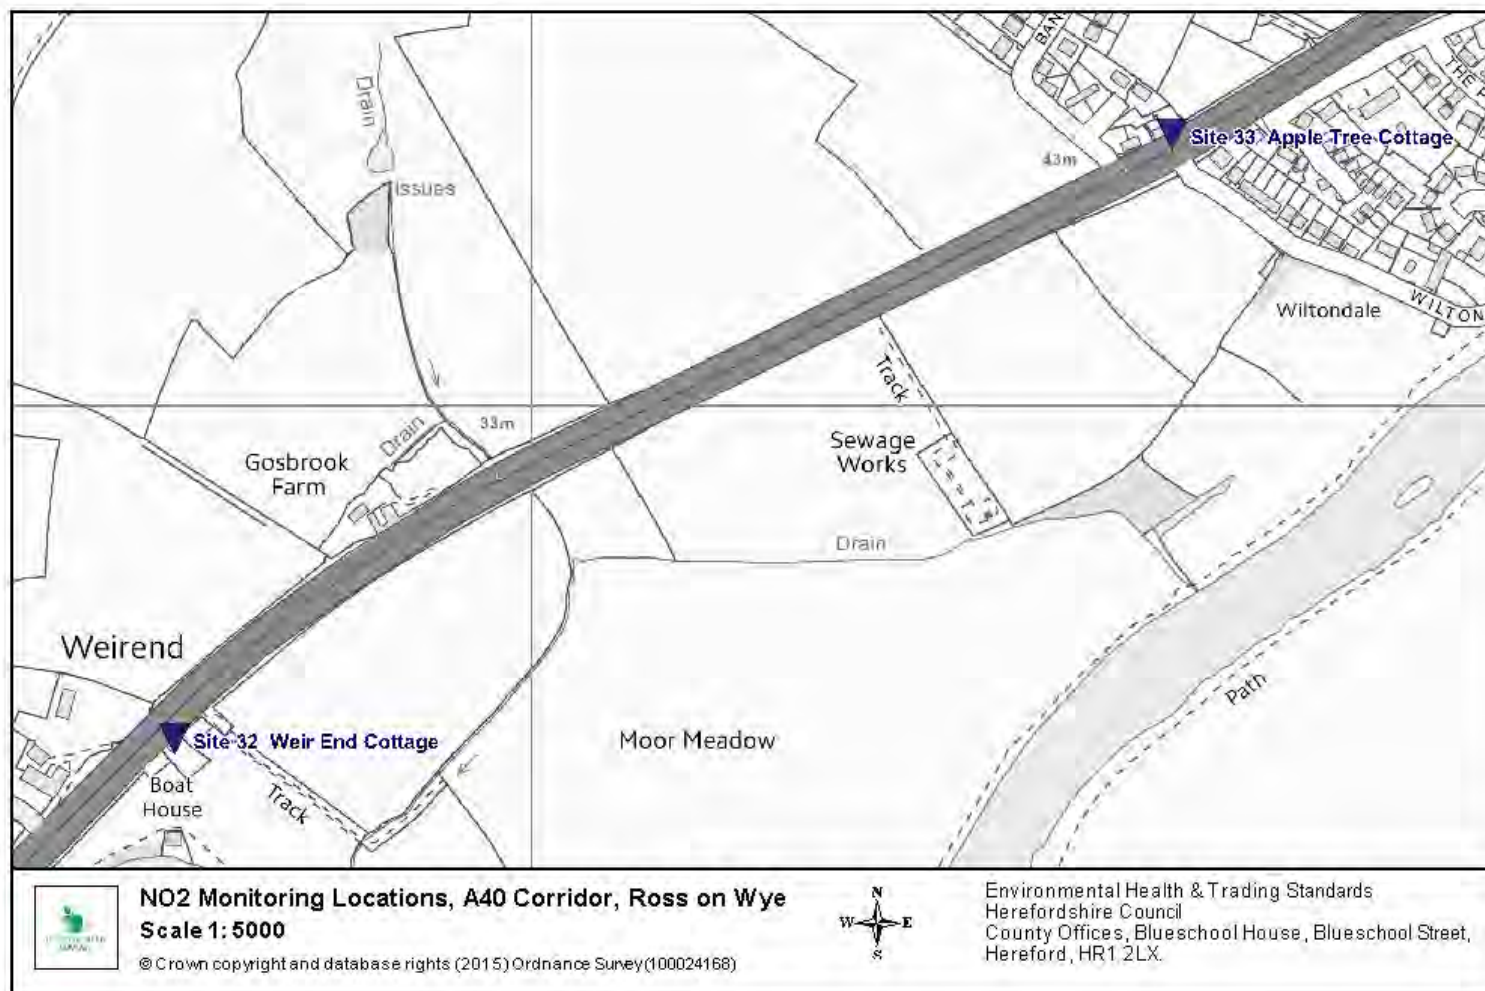 BAN
THE
Drain
Issues
43m
Site 33 Apple Tree Cottage
Wiltondale
WILTON
Track
Drain
33m
Gosbrook
Farm
Sewage
Works
Drain
Weirend
Site 32 Weir End Cottage
Moor Meadow
Path
Boat
House
Track
NO2 Monitoring Locations, A40 Corridor, Ross on Wye
Scale 1: 5000
© Crown copyright and database rights (2015) Ordnance Survey (100024168)
N
W
E
S
Environmental Health & Trading Standards
Herefordshire Council
County Offices, Blueschool House, Blueschool Street,
Hereford, HR1 2LX.